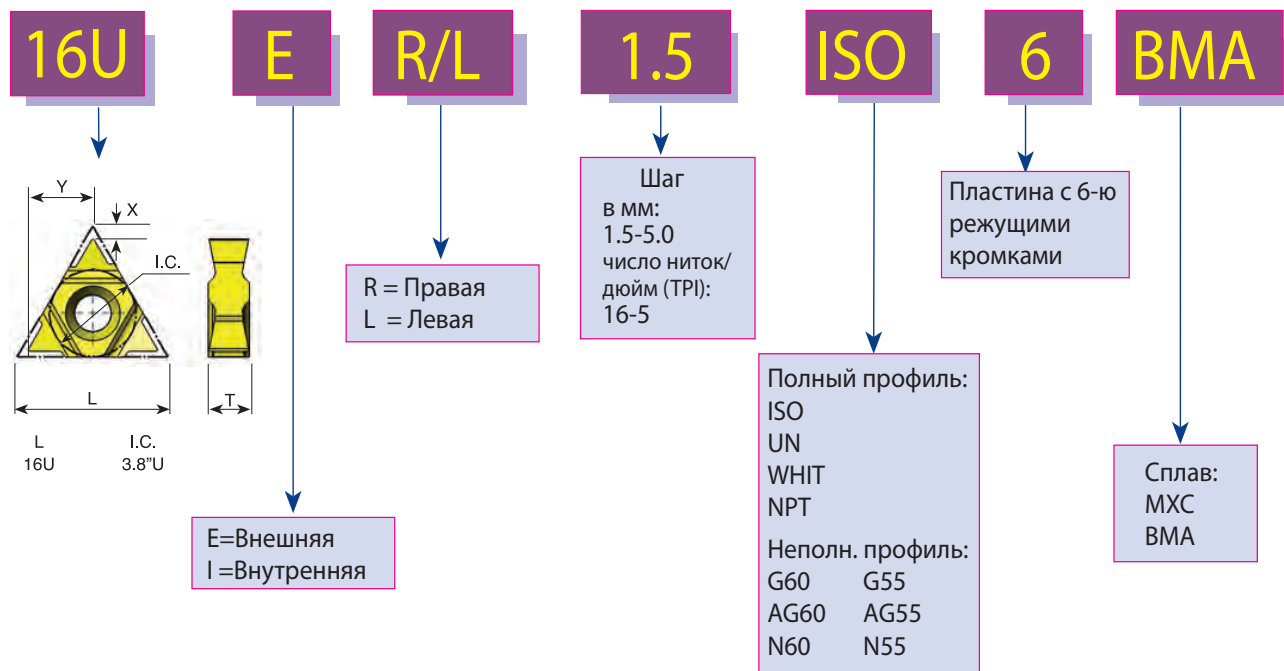 16U E R/L 1.5 ISO 6 BMA
Y
X
I.C.
L
T
L I.C.
16U 3.8”U
E=Внешняя
I =Внутренняя
R = Правая
L = Левая
Шаг
в мм:
1.5-5.0
число ниток/
дюйм (TPI):
16-5
Полный профиль:
ISO
UN
WHIT
NPT
Неполн. профиль:
G60 G55
AG60 AG55
N60 N55
Пластина с 6-ю
режущими
кромками
Сплав:
MXC
BMA